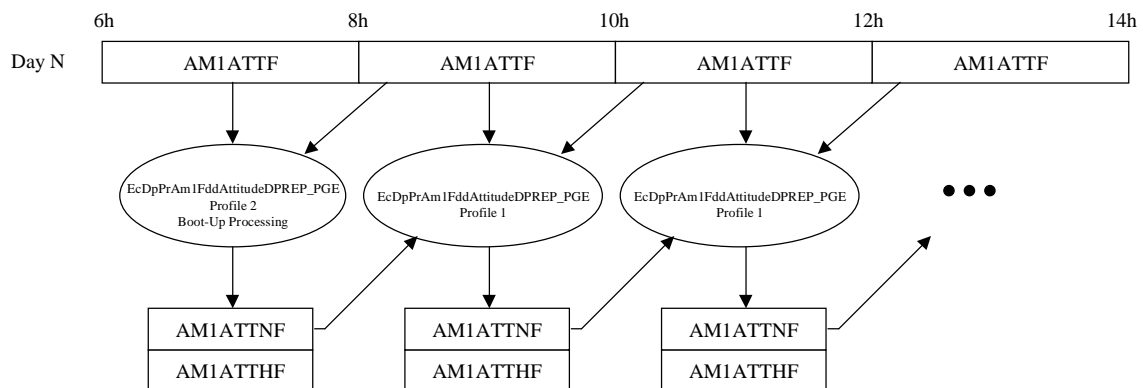 6h 8h 10h 12h 14h
Day N AM1ATTF AM1ATTF AM1ATTF AM1ATTF
EcDpPrAm1FddAttitudeDPREP_PGE
Profile 2
Boot-Up Processing
EcDpPrAm1FddAttitudeDPREP_PGE
Profile 1
EcDpPrAm1FddAttitudeDPREP_PGE
Profile 1
AM1ATTNF AM1ATTNF AM1ATTNF
AM1ATTHF AM1ATTHF AM1ATTHF